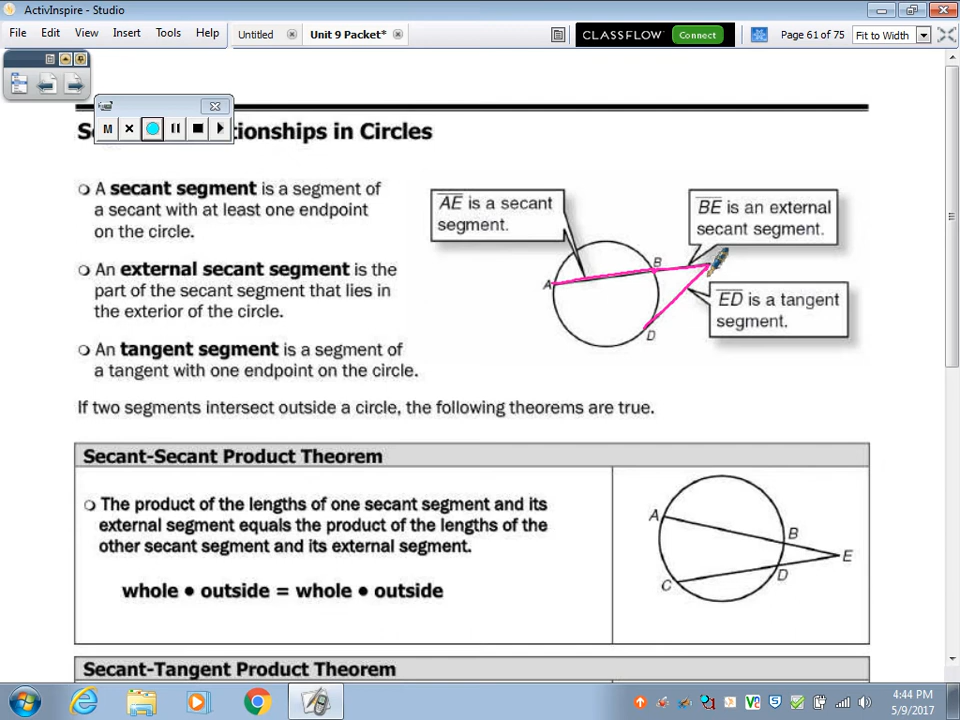 ActivInspire - Studio
File Edit View Insert Tools Help Untitled Unit 9 Packet* CLASSFLOW Connect Page 61 of 75 Fit to Width
M
ionships in Circles
A secant segment is a segment of
a secant with at least one endpoint
on the circle.
An external secant segment is the
part of the secant segment that lies in
the exterior of the circle.
An tangent segment is a segment of
a tangent with one endpoint on the circle.
AE is a secant
segment.
BE is an external
secant segment.
ED is a tangent
segment.
A
B
D
If two segments intersect outside a circle, the following theorems are true.
Secant-Secant Product Theorem
The product of the lengths of one secant segment and its
external segment equals the product of the lengths of the
other secant segment and its external segment.
whole • outside = whole • outside
A
B
E
D
C
Secant-Tangent Product Theorem
4:44 PM
5/9/2017